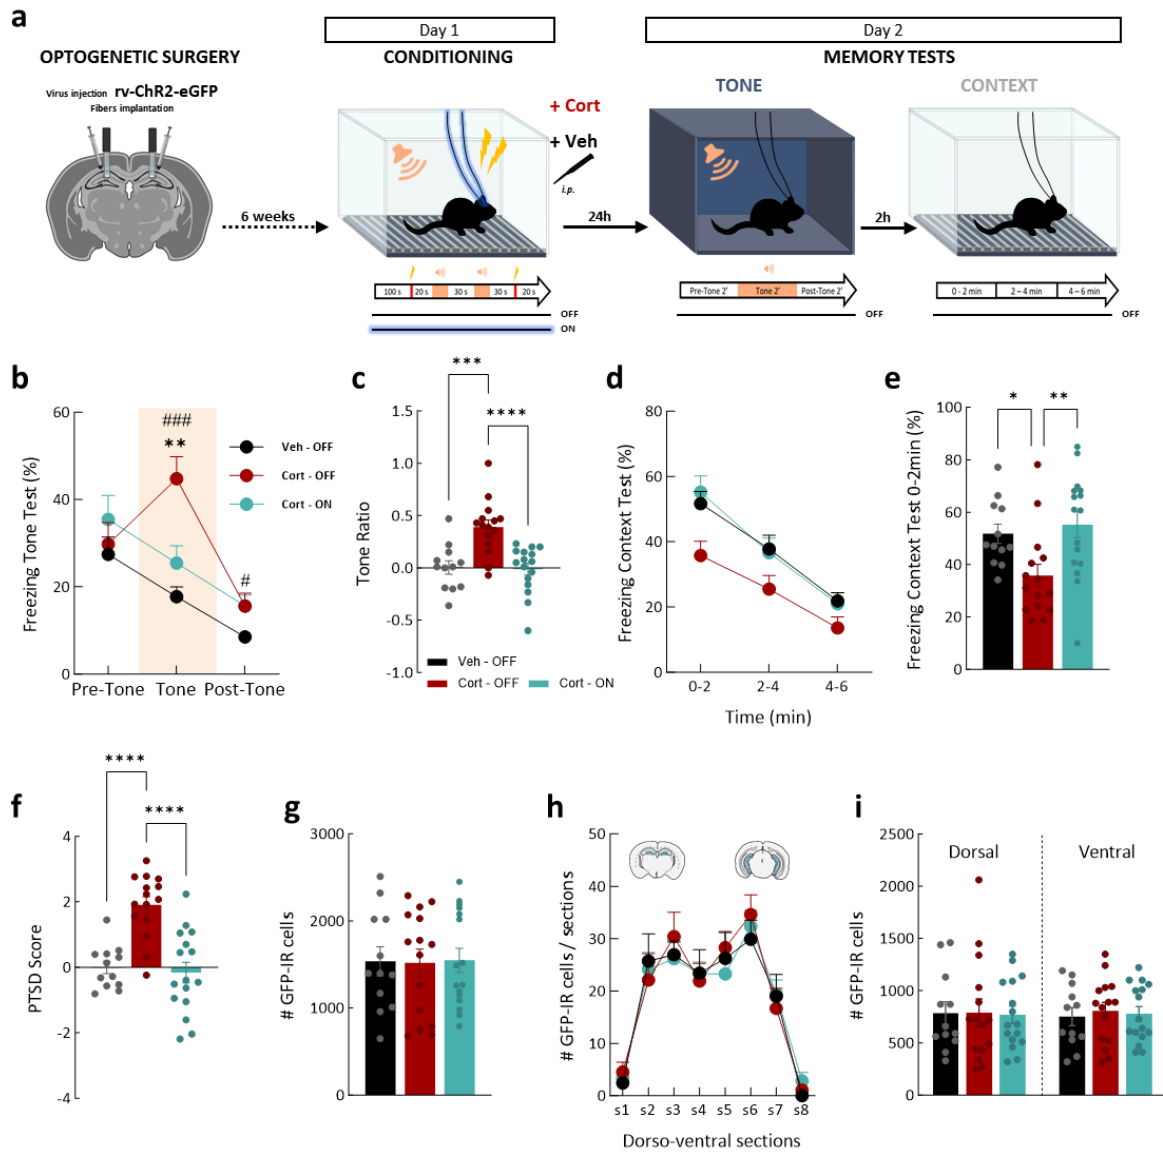 a
Day 1
Day 2
OPTOGENETIC SURGERY
CONDITIONING
MEMORY TESTS
Virus injection rv-ChR2-eGFP
Fibers implantation
TONE
CONTEXT
+ Cort
+ Veh
i.p.
6 weeks
24h
2h
100 s 20 s 30 s 30 s 20 s
OFF
ON
Pre-Tone 2' Tone 2' Post-Tone 2'
OFF
0 - 2 min 2 – 4 min 4 – 6 min
OFF
b
Freezing Tone Test (%)
60
40
20
0
###
**
#
Pre-Tone Tone Post-Tone
Veh - OFF
Cort - OFF
Cort - ON
c
Tone Ratio
1.5
1.0
0.5
0.0
-0.5
-1.0
***
****
Veh - OFF
Cort - OFF Cort - ON
d
Freezing Context Test (%)
80
60
40
20
0
0-2 2-4 4-6
Time (min)
e
Freezing Context Test 0-2min (%)
100
80
60
40
20
0
* **
f
PTSD Score
4
2
0
-2
-4
****
****
g
# GFP-IR cells
3000
2000
1000
0
h
# GFP-IR cells / sections
50
40
30
20
10
0
s1 s2 s3 s4 s5 s6 s7 s8
Dorso-ventral sections
i
# GFP-IR cells
2500
2000
1500
1000
500
0
Dorsal Ventral